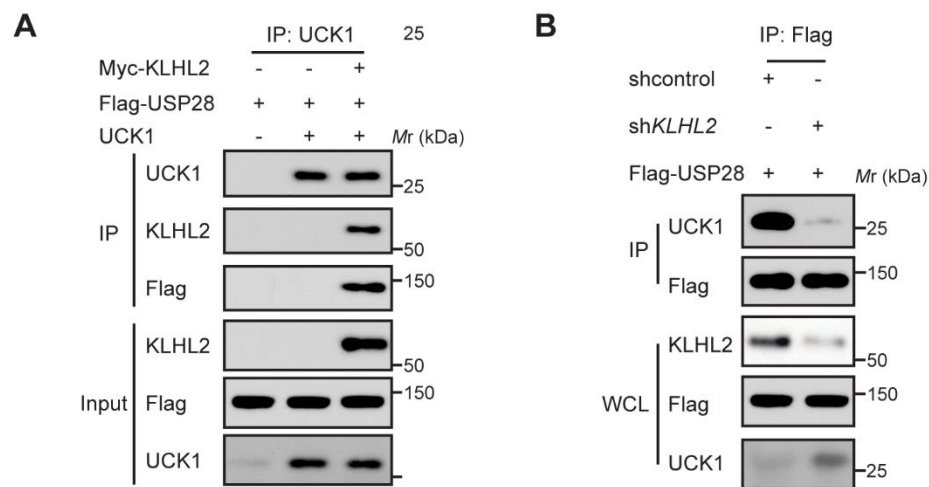 A
IP: UCK1 25
Myc-KLHL2 - - +
Flag-USP28 + + +
UCK1 - + + Mr (kDa)
IP
UCK1 25
KLHL2 50
Flag 150
Input
KLHL2 50
Flag 150
UCK1
B
IP: Flag
shcontrol + -
shKLHL2 - +
Flag-USP28 + + Mr (kDa)
IP
UCK1 25
Flag 150
WCL
KLHL2 50
Flag 150
UCK1 25